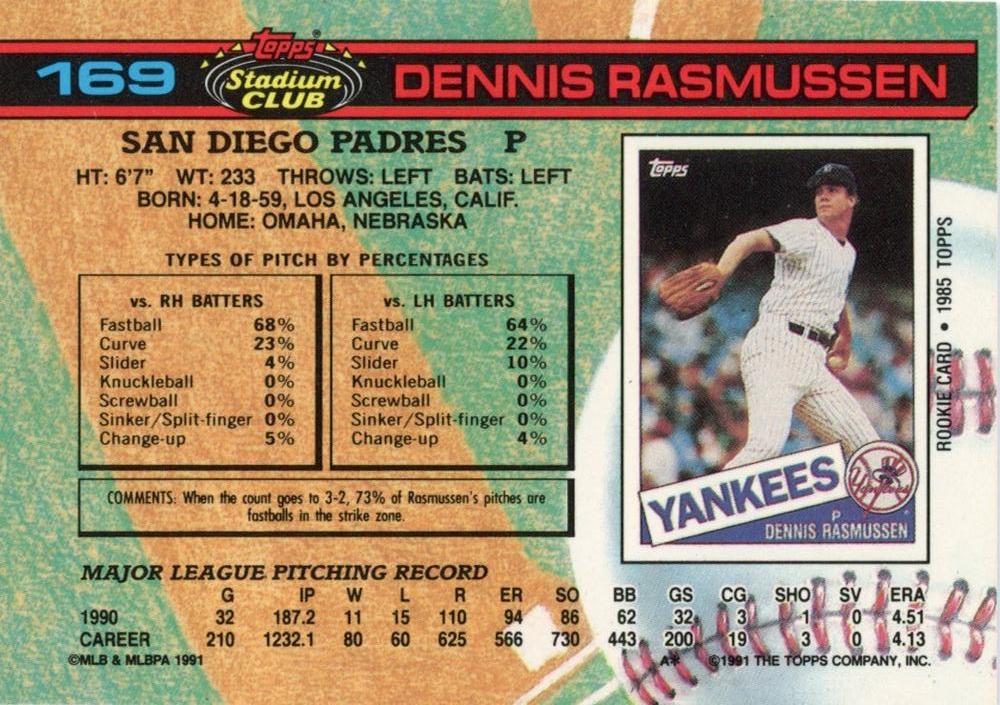 169 Topps® Stadium CLUB DENNIS RASMUSSEN
SAN DIEGO PADRES P
HT: 6'7" WT: 233 THROWS: LEFT BATS: LEFT
BORN: 4-18-59, LOS ANGELES, CALIF.
HOME: OMAHA, NEBRASKA
TYPES OF PITCH BY PERCENTAGES
vs. RH BATTERS
Fastball 68%
Curve 23%
Slider 4%
Knuckleball 0%
Screwball 0%
Sinker/Split-finger 0%
Change-up 5%
vs. LH BATTERS
Fastball 64%
Curve 22%
Slider 10%
Knuckleball 0%
Screwball 0%
Sinker/Split-finger 0%
Change-up 4%
COMMENTS: When the count goes to 3-2, 73% of Rasmussen's pitches are
fastballs in the strike zone.
Topps
YANKEES
Yankees
P
DENNIS RASMUSSEN
ROOKIE CARD • 1985 TOPPS
MAJOR LEAGUE PITCHING RECORD
G IP W L R ER SO BB GS CG SHO SV ERA
1990 32 187.2 11 15 110 94 86 62 32 3 1 0 4.51
CAREER 210 1232.1 80 60 625 566 730 443 200 19 3 0 4.13
©MLB & MLBPA 1991 A* ©1991 THE TOPPS COMPANY, INC.